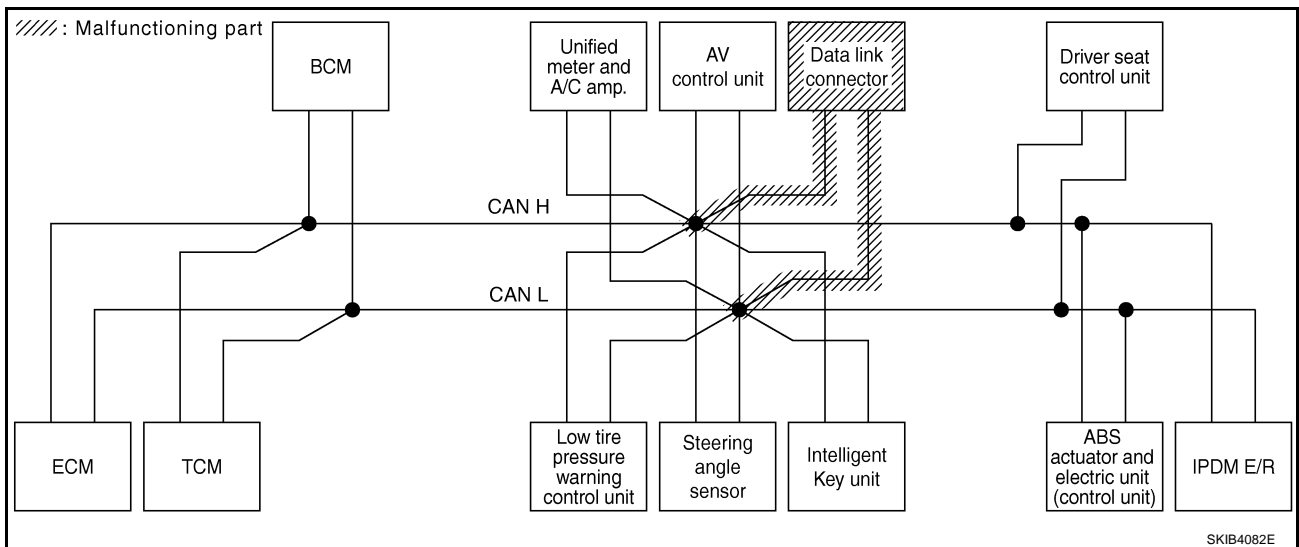 : Malfunctioning part
BCM
Unified
meter and
A/C amp.
AV
control unit
Data link
connector
Driver seat
control unit
CAN H
CAN L
ECM
TCM
Low tire
pressure
warning
control unit
Steering
angle
sensor
Intelligent
Key unit
ABS
actuator and
electric unit
(control unit)
IPDM E/R
SKIB4082E